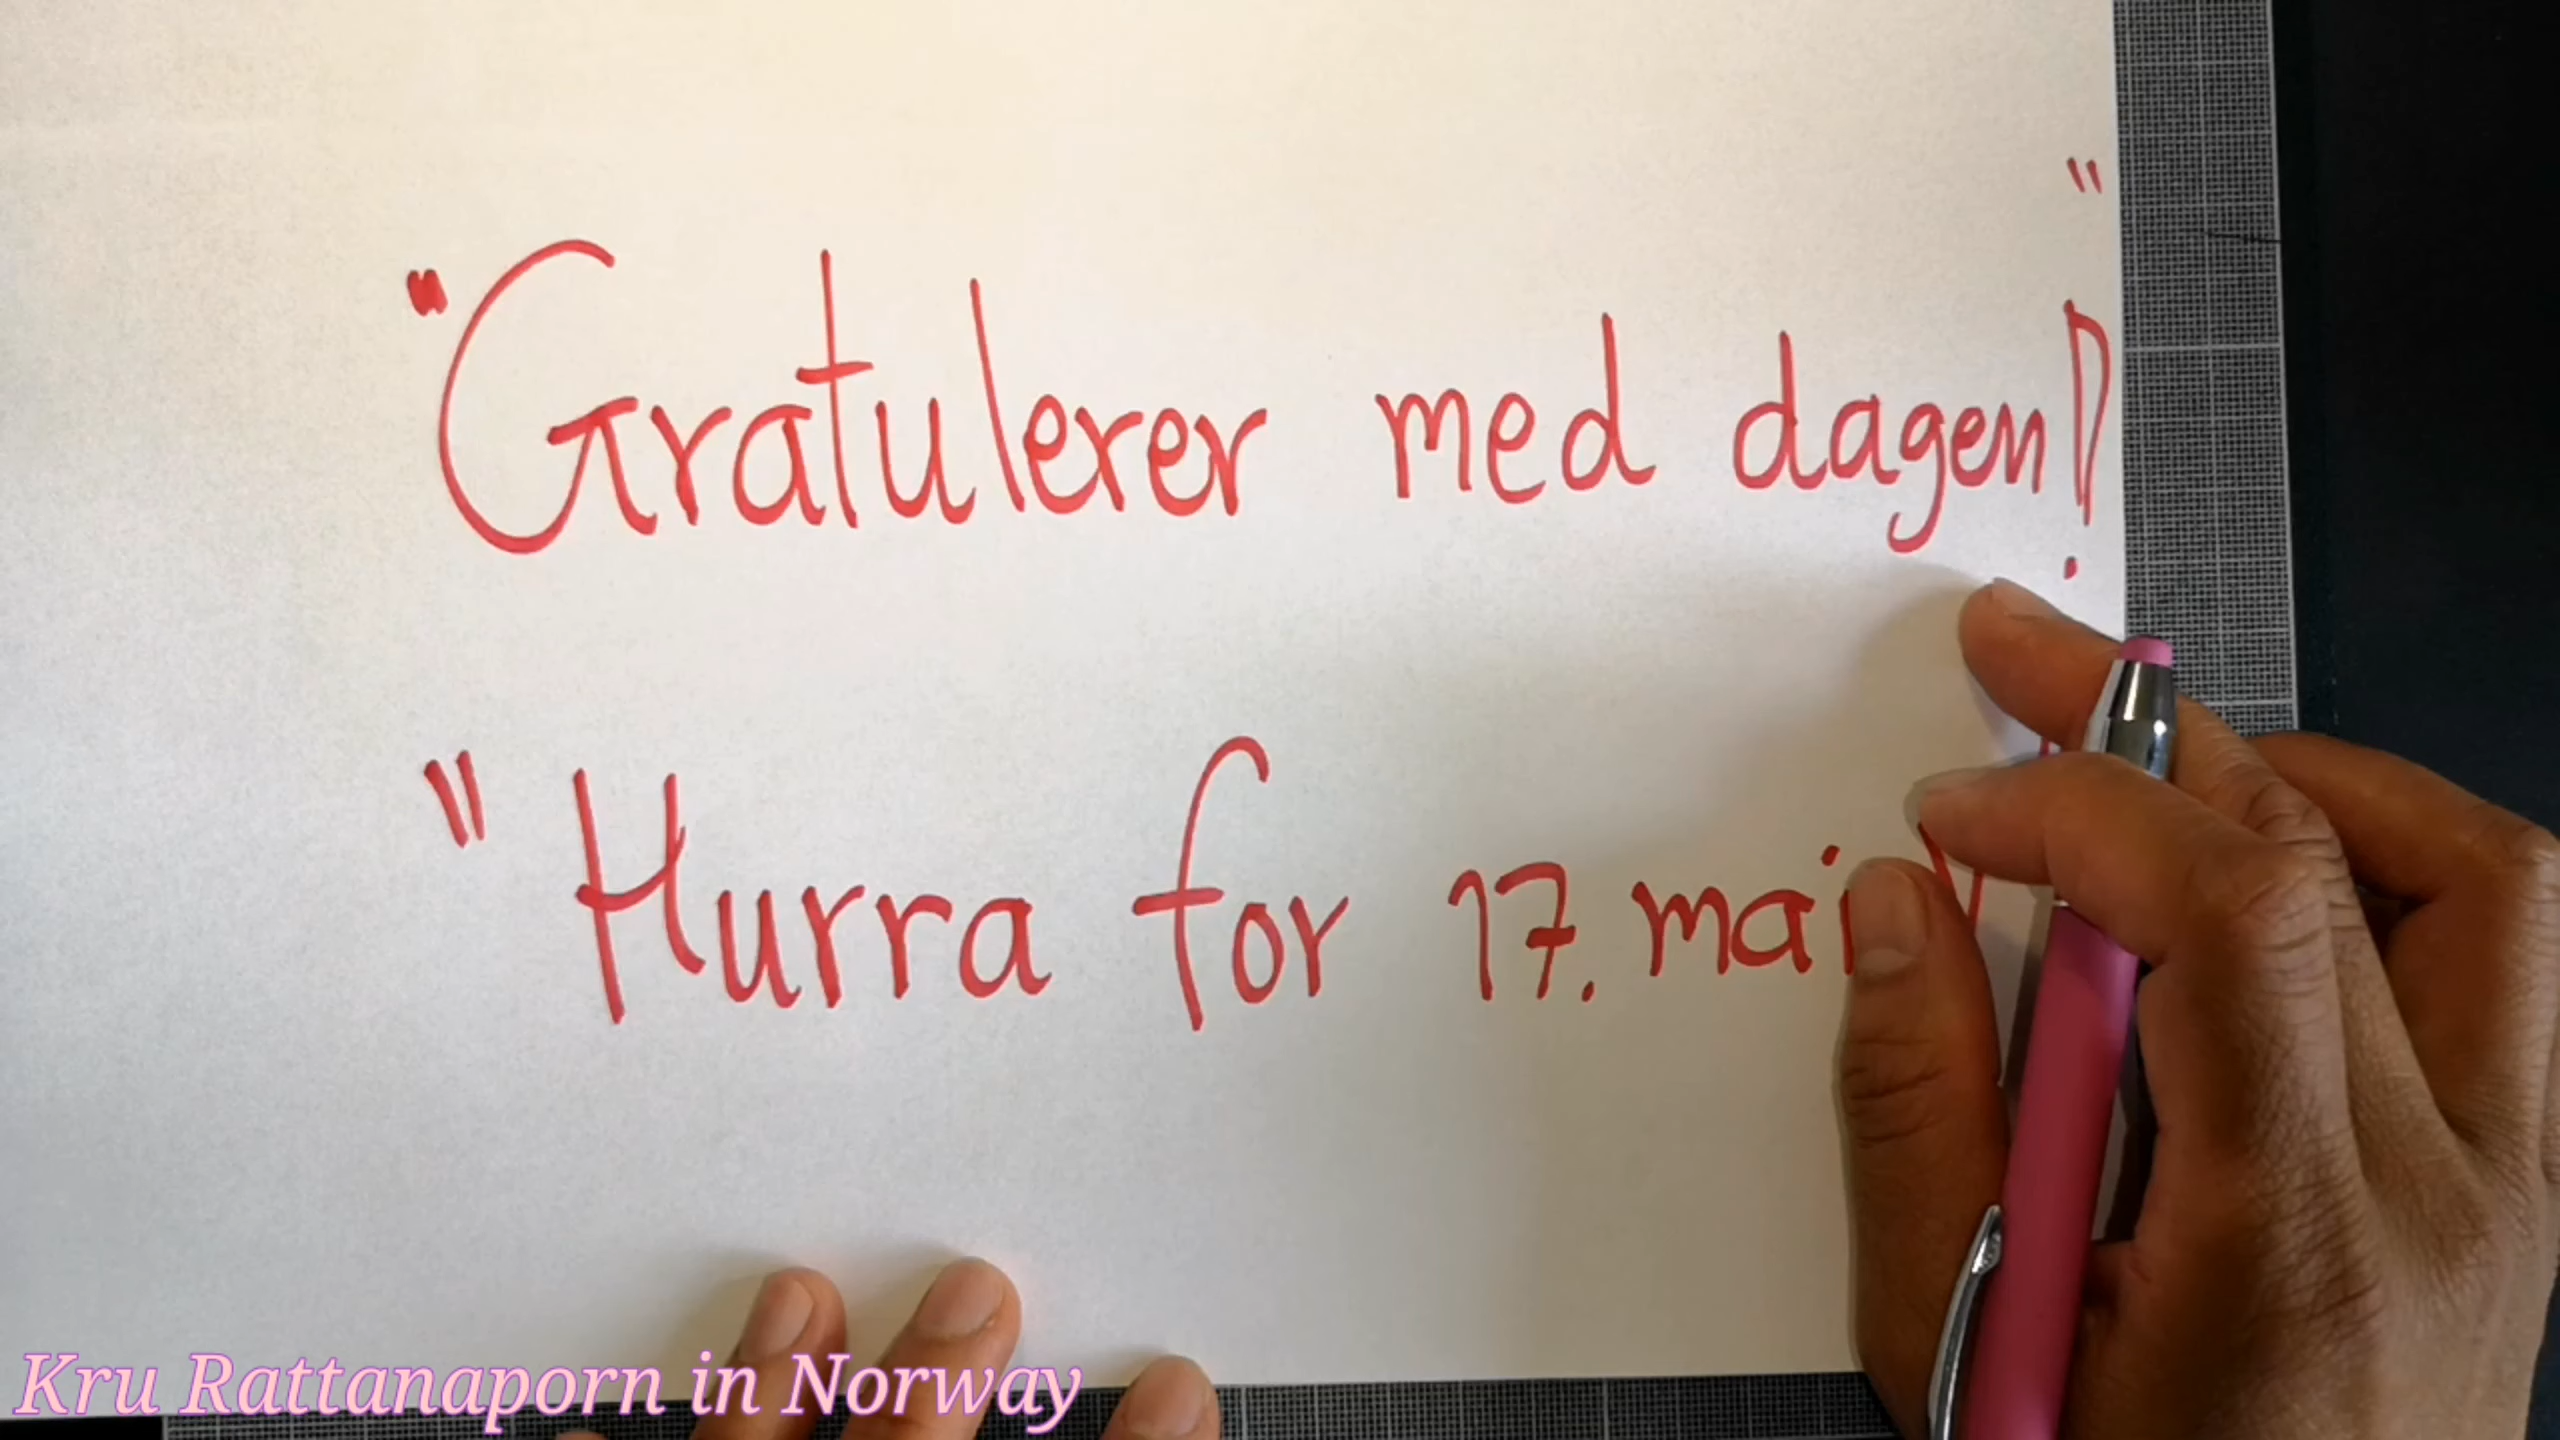 "Gratulerer med dagen!"
"Hurra for 17. mai
Kru Rattanaporn in Norway